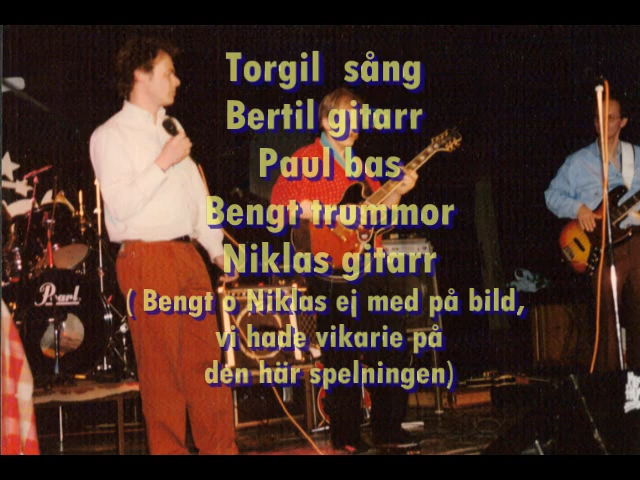 Torgil sång
Bertil gitarr
Paul bas
Bengt trummor
Niklas gitarr
( Bengt o Niklas ej med på bild,
vi hade vikarie på
den här spelningen)
Pearl